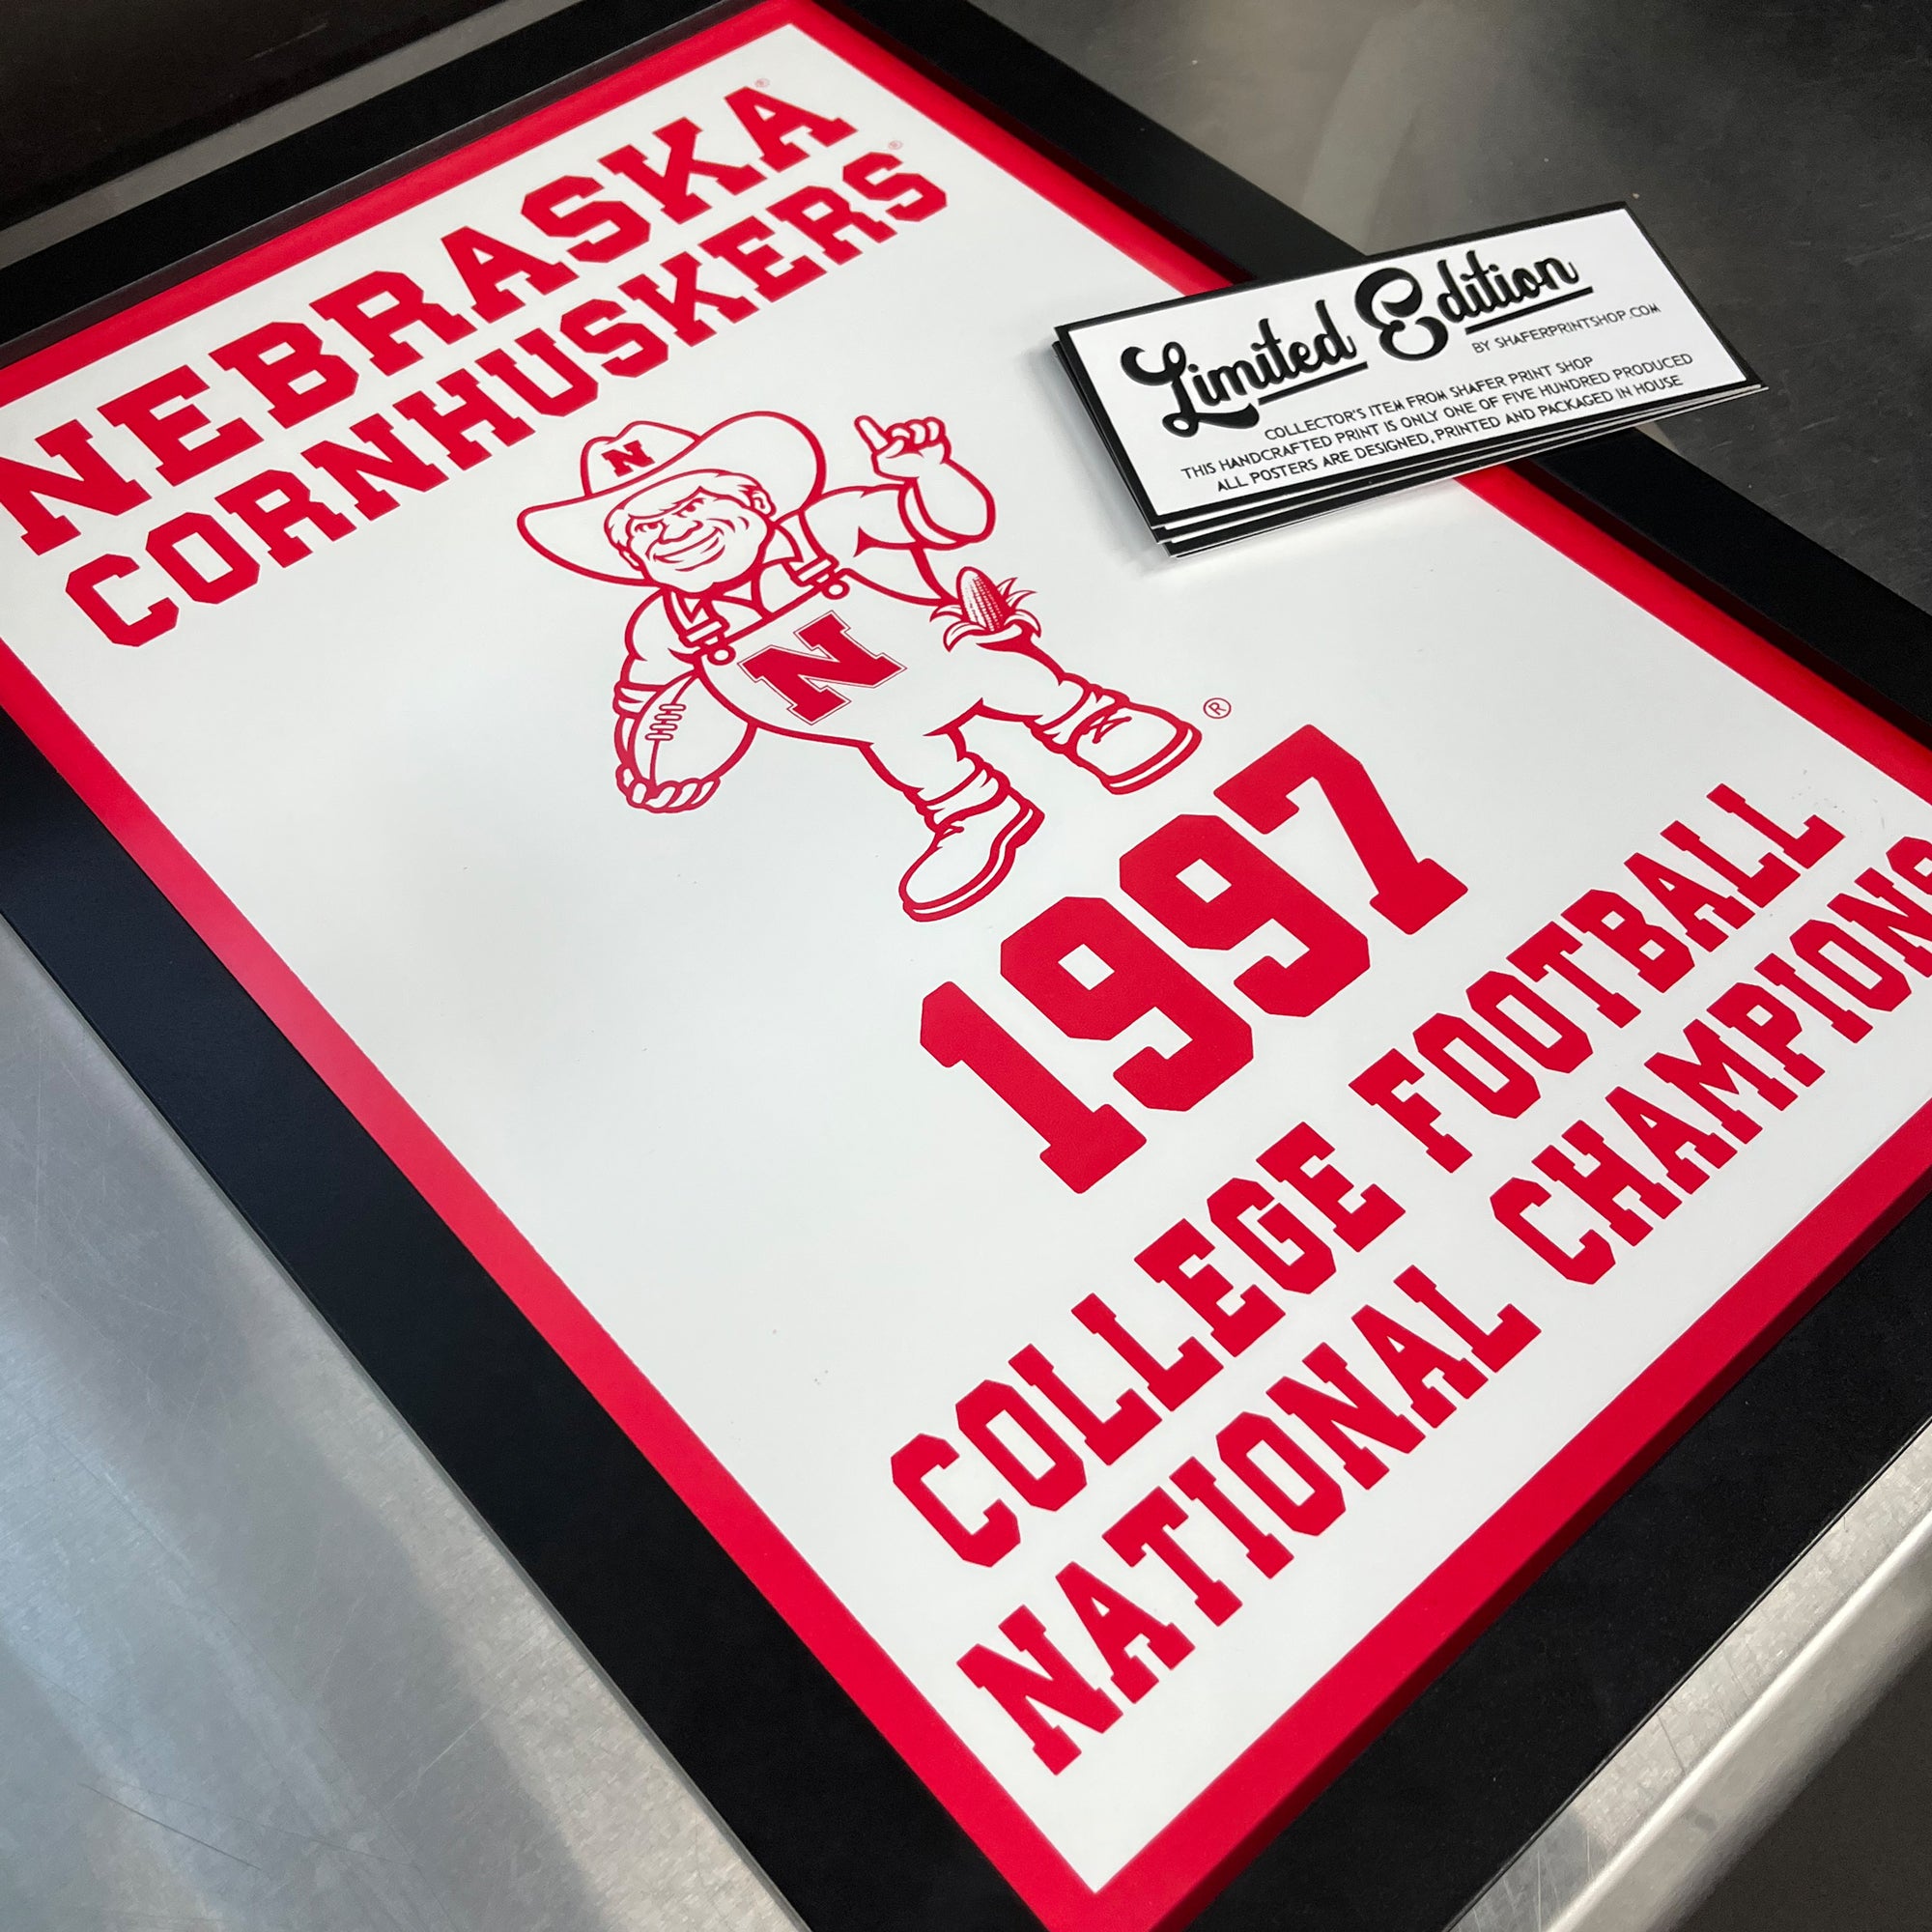 NEBRASKA®
CORNHUSKERS®
N
N
®
1997
COLLEGE FOOTBALL
NATIONAL CHAMPIONS
Limited Edition
BY SHAFERPRINTSHOP.COM
COLLECTOR'S ITEM FROM SHAFER PRINT SHOP
THIS HANDCRAFTED PRINT IS ONLY ONE OF FIVE HUNDRED PRODUCED
ALL POSTERS ARE DESIGNED, PRINTED AND PACKAGED IN HOUSE